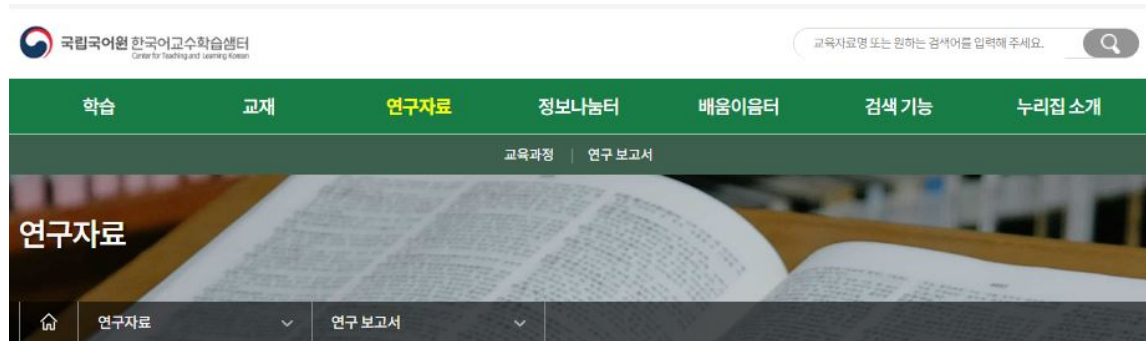 국립국어원 한국어교수학습샘터
Center for Teaching and Learning Korean
교육자료명 또는 원하는 검색어를 입력해 주세요.
학습 교재 연구자료 정보나눔터 배움이음터 검색 기능 누리집 소개
교육과정 | 연구 보고서
연구자료
연구자료 연구 보고서